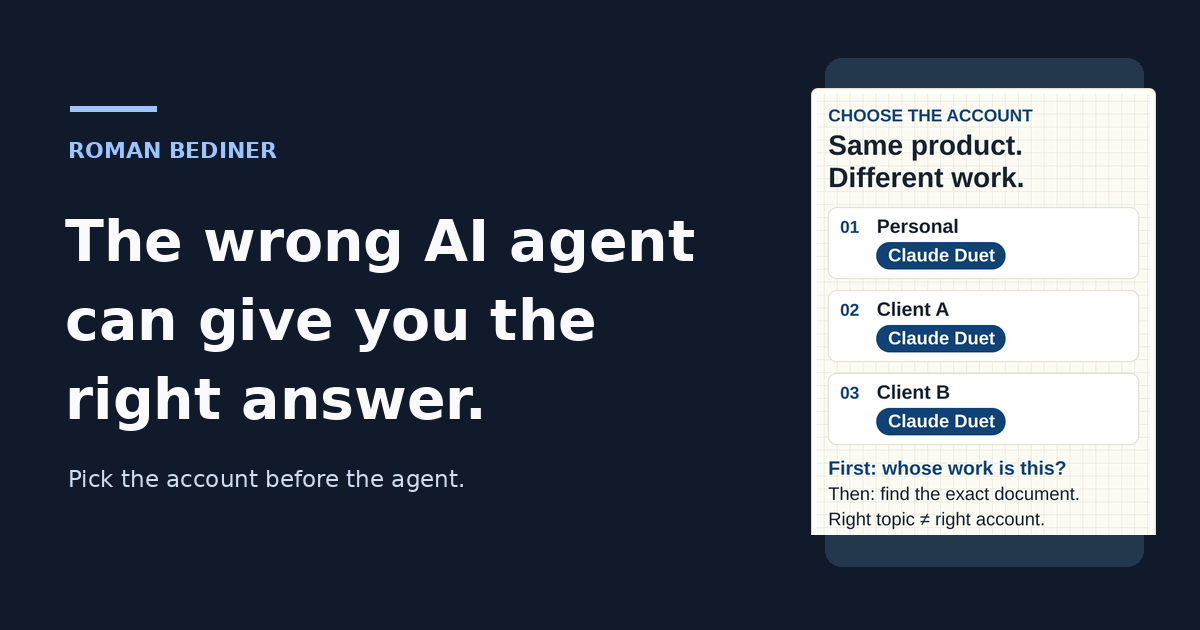 ROMAN BEDINER
The wrong AI agent
can give you the
right answer.
Pick the account before the agent.
CHOOSE THE ACCOUNT
Same product.
Different work.
01 Personal
Claude Duet
02 Client A
Claude Duet
03 Client B
Claude Duet
First: whose work is this?
Then: find the exact document.
Right topic ≠ right account.